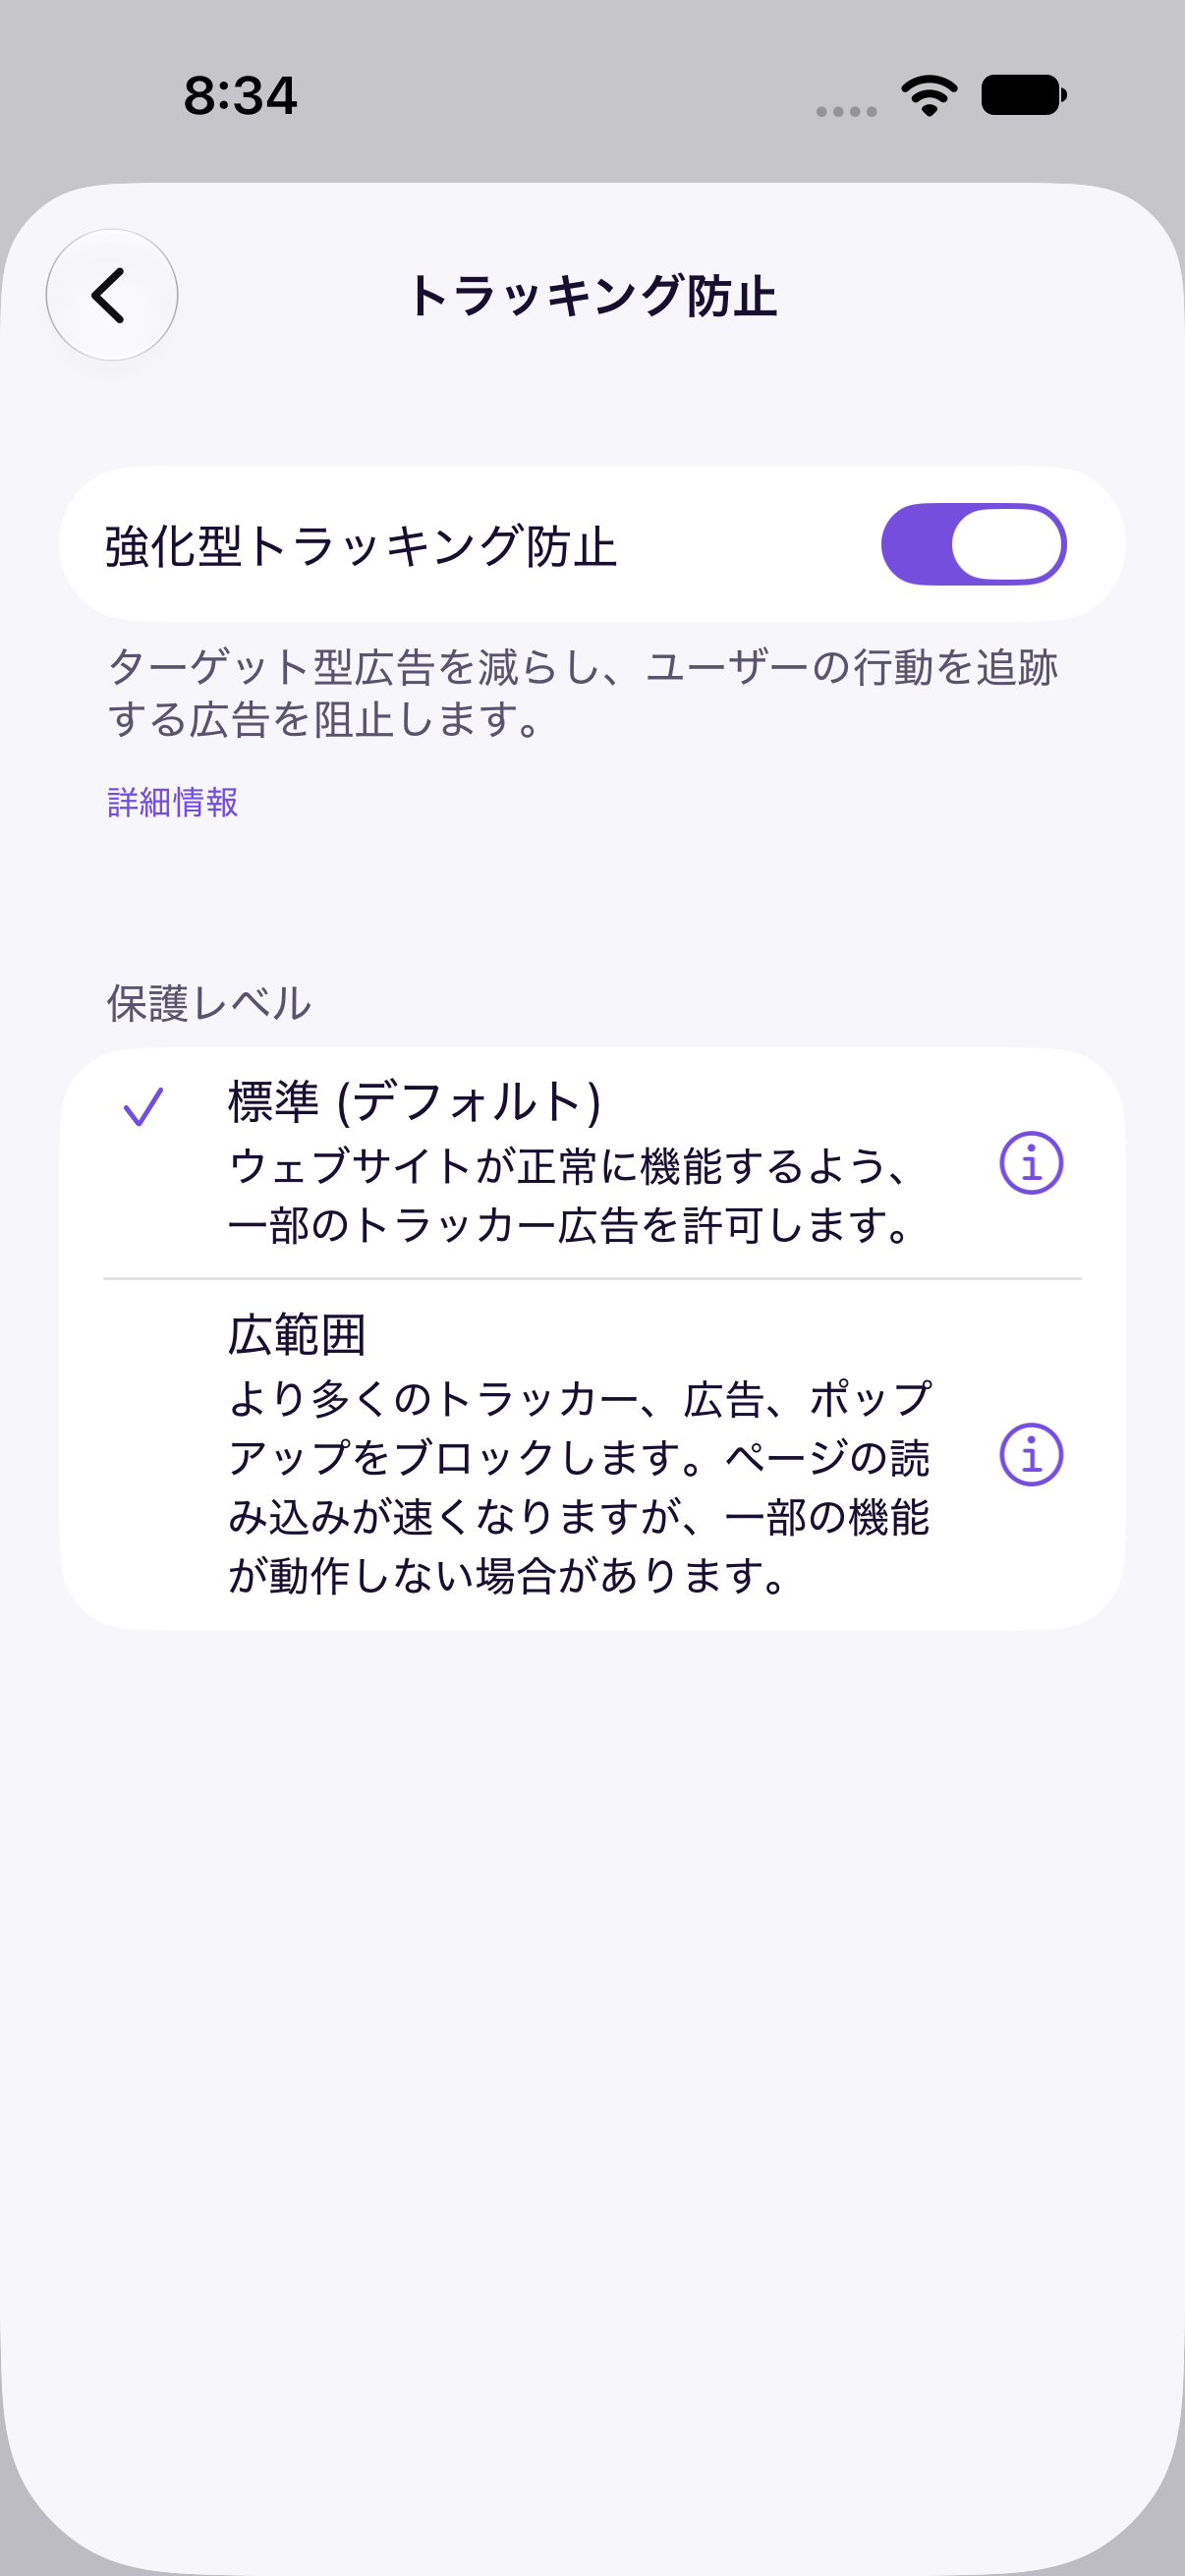 8:34
トラッキング防止
強化型トラッキング防止
ターゲット型広告を減らし、ユーザーの行動を追跡
する広告を阻止します。
詳細情報
保護レベル
標準 (デフォルト)
ウェブサイトが正常に機能するよう、
一部のトラッカー広告を許可します。
広範囲
より多くのトラッカー、広告、ポップ
アップをブロックします。ページの読
み込みが速くなりますが、一部の機能
が動作しない場合があります。